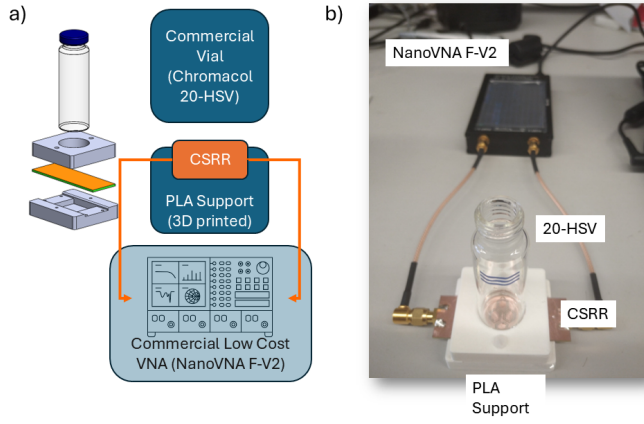 a)
Commercial
Vial
(Chromacol
20-HSV)
CSRR
PLA Support
(3D printed)
Commercial Low Cost
VNA (NanoVNA F-V2)
b)
NanoVNA F-V2
20-HSV
CSRR
PLA
Support